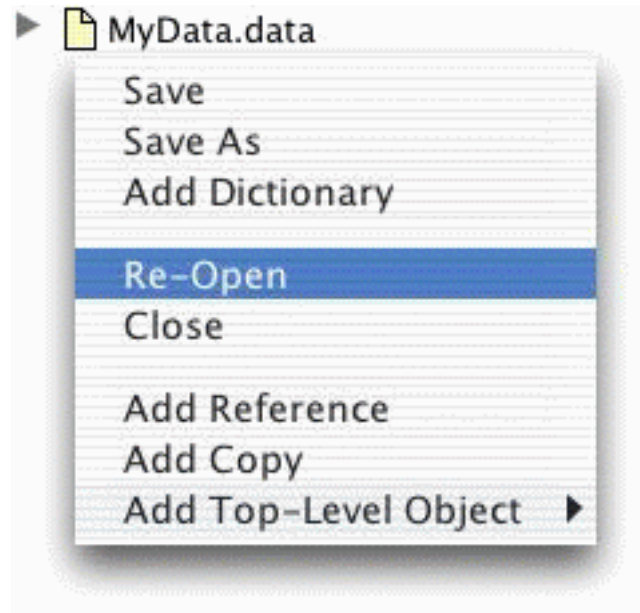 MyData.data
Save
Save As
Add Dictionary
Re-Open
Close
Add Reference
Add Copy
Add Top-Level Object